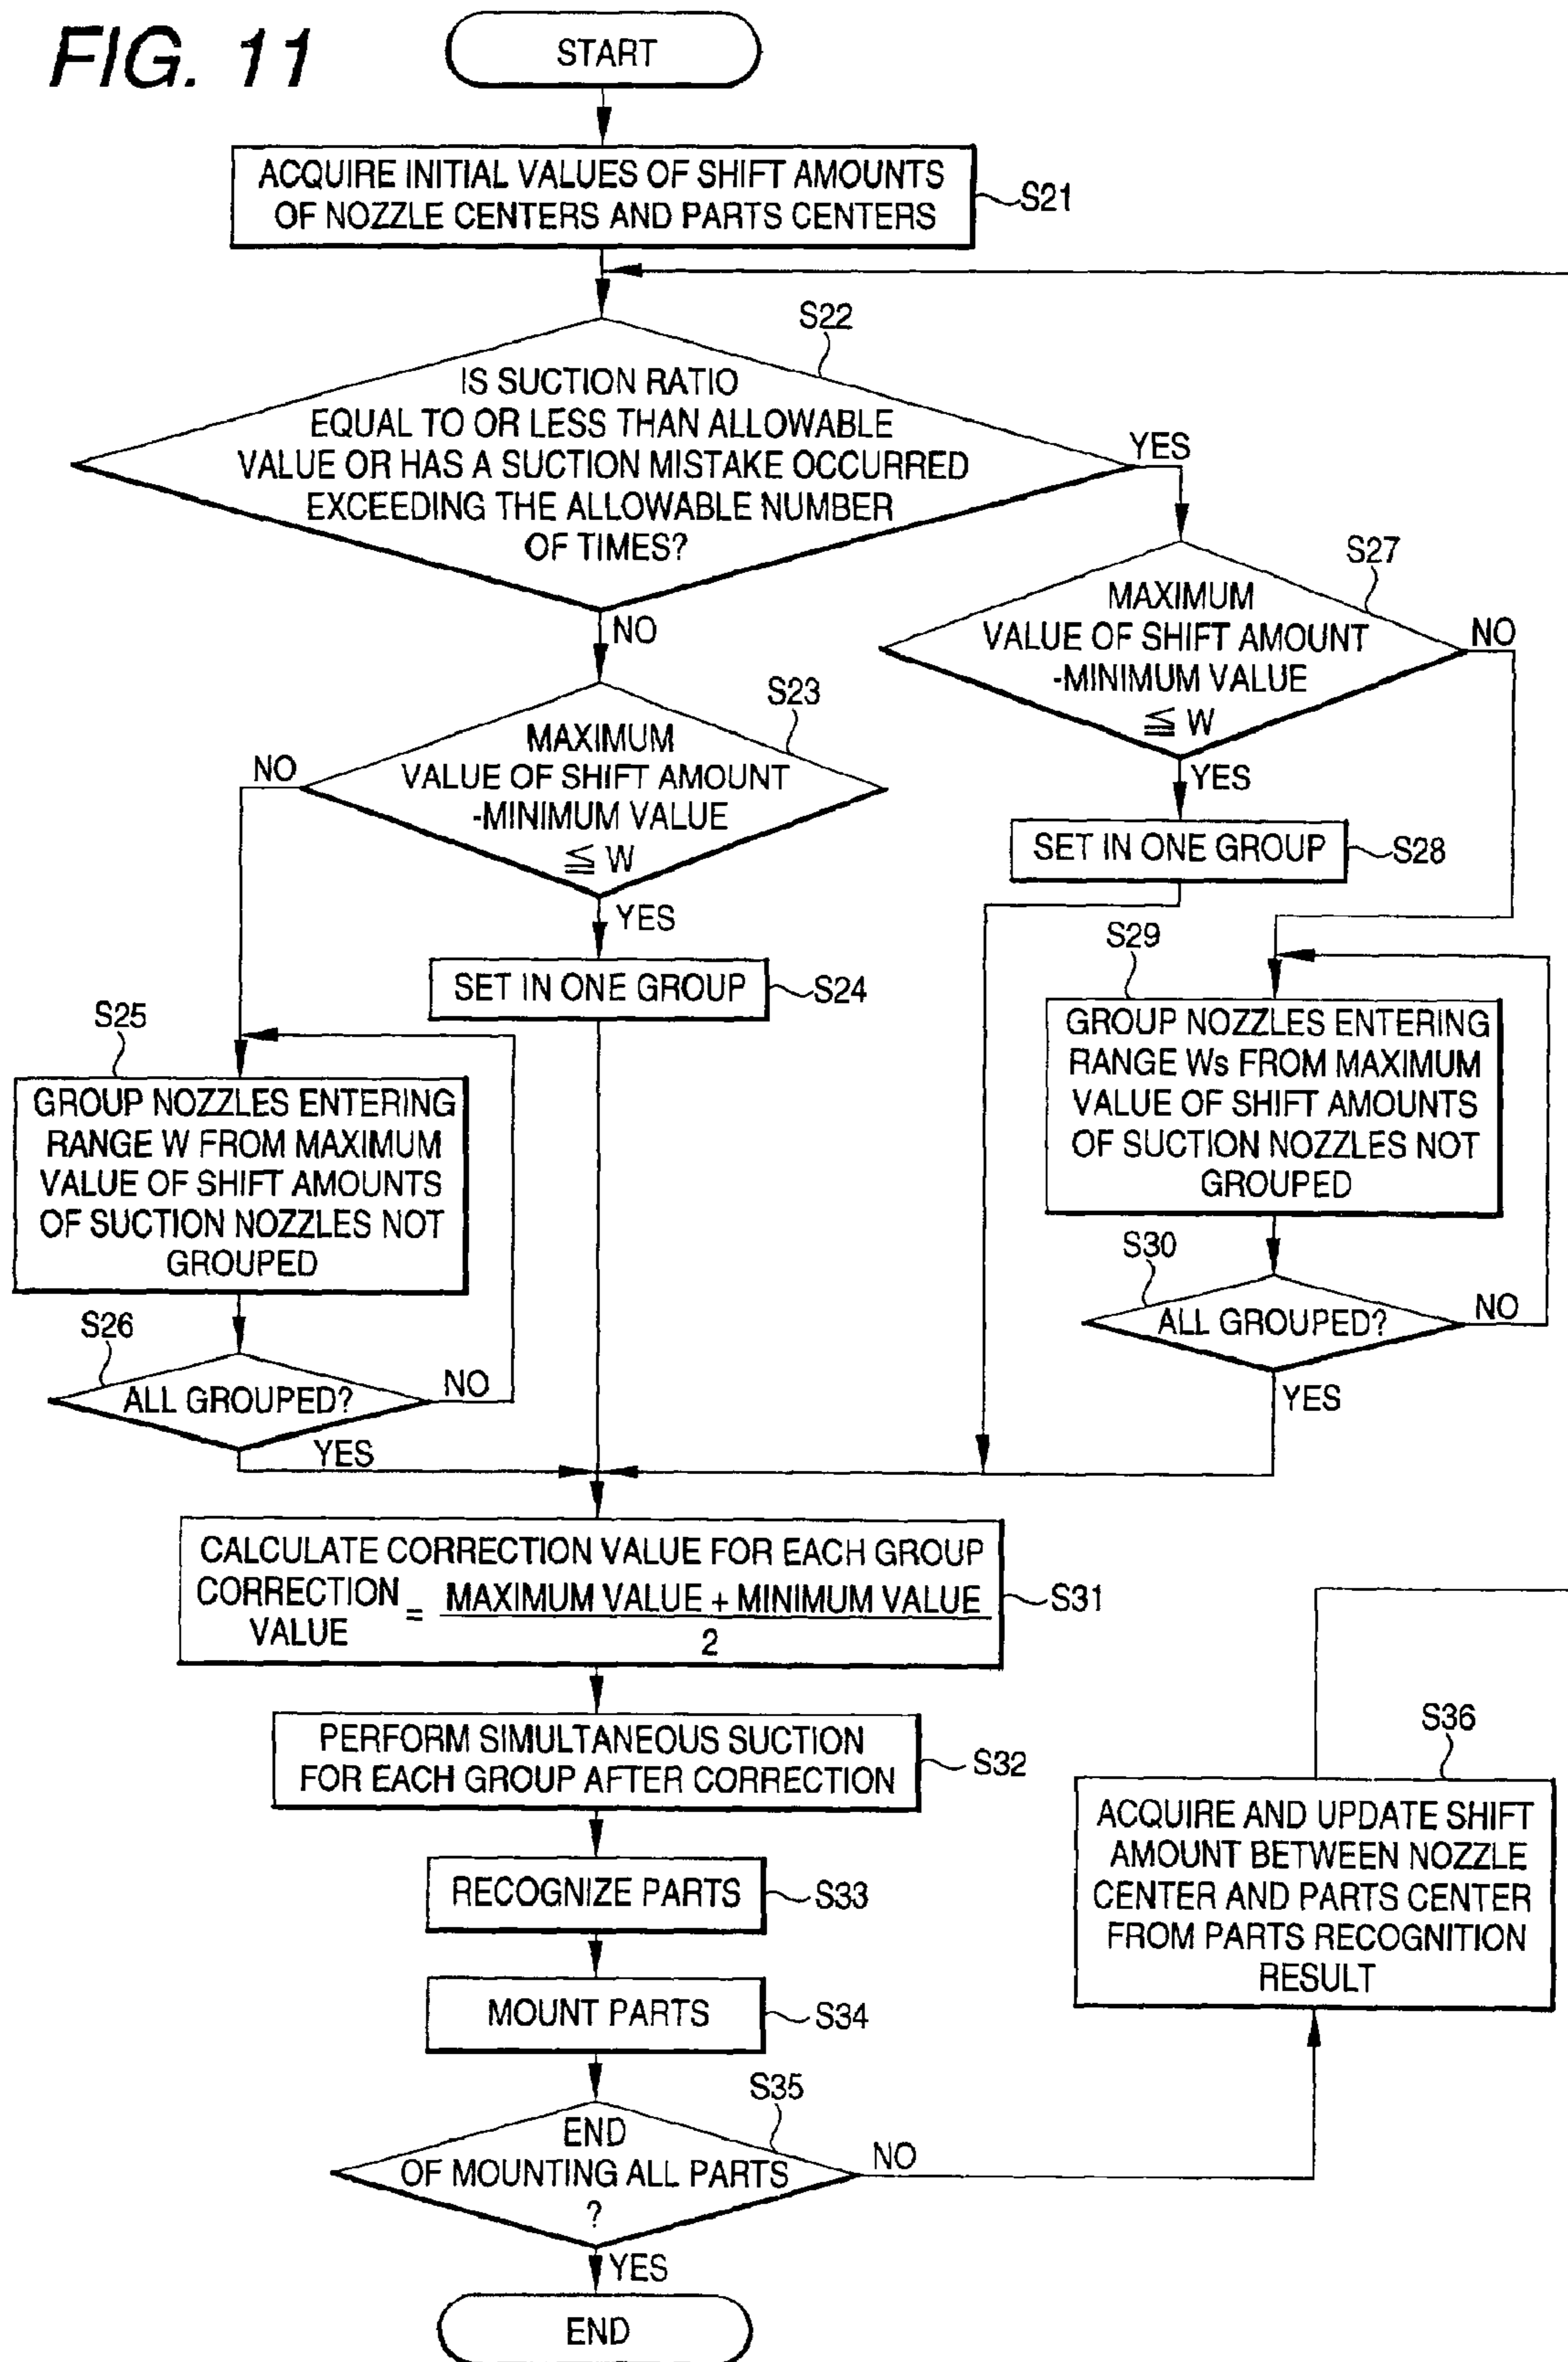 FIG. 11
START
ACQUIRE INITIAL VALUES OF SHIFT AMOUNTS
OF NOZZLE CENTERS AND PARTS CENTERS
S21
S22
IS SUCTION RATIO
EQUAL TO OR LESS THAN ALLOWABLE
VALUE OR HAS A SUCTION MISTAKE OCCURRED
EXCEEDING THE ALLOWABLE NUMBER
OF TIMES?
YES
NO
S27
MAXIMUM
VALUE OF SHIFT AMOUNT
-MINIMUM VALUE
≦ W
NO
YES
S23
MAXIMUM
VALUE OF SHIFT AMOUNT
-MINIMUM VALUE
≦ W
NO
YES
SET IN ONE GROUP
S28
SET IN ONE GROUP
S24
S29
GROUP NOZZLES ENTERING
RANGE Ws FROM MAXIMUM
VALUE OF SHIFT AMOUNTS
OF SUCTION NOZZLES NOT
GROUPED
S25
GROUP NOZZLES ENTERING
RANGE W FROM MAXIMUM
VALUE OF SHIFT AMOUNTS
OF SUCTION NOZZLES NOT
GROUPED
S30
ALL GROUPED?
NO
YES
S26
ALL GROUPED?
NO
YES
CALCULATE CORRECTION VALUE FOR EACH GROUP
CORRECTION VALUE = MAXIMUM VALUE + MINIMUM VALUE
2
S31
PERFORM SIMULTANEOUS SUCTION
FOR EACH GROUP AFTER CORRECTION
S32
RECOGNIZE PARTS
S33
MOUNT PARTS
S34
S35
END
OF MOUNTING ALL PARTS
?
NO
YES
S36
ACQUIRE AND UPDATE SHIFT
AMOUNT BETWEEN NOZZLE
CENTER AND PARTS CENTER
FROM PARTS RECOGNITION
RESULT
END